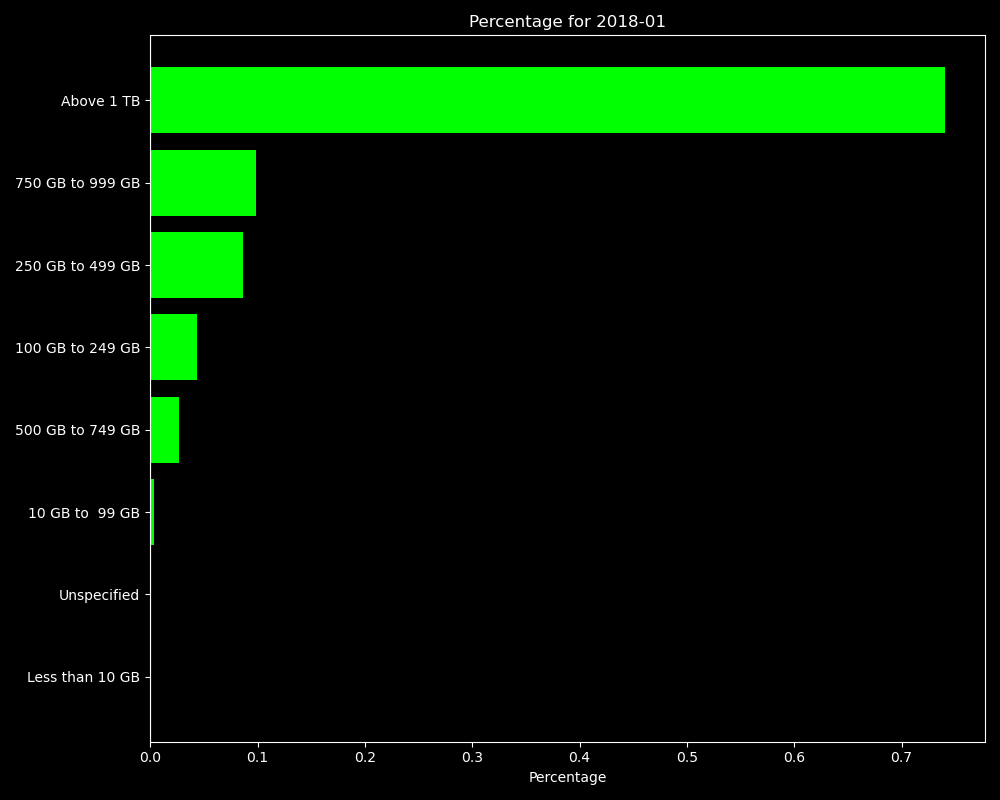 Percentage for 2018-01
Above 1 TB
750 GB to 999 GB
250 GB to 499 GB
100 GB to 249 GB
500 GB to 749 GB
10 GB to  99 GB
Unspecified
Less than 10 GB
0.0 0.1 0.2 0.3 0.4 0.5 0.6 0.7
Percentage